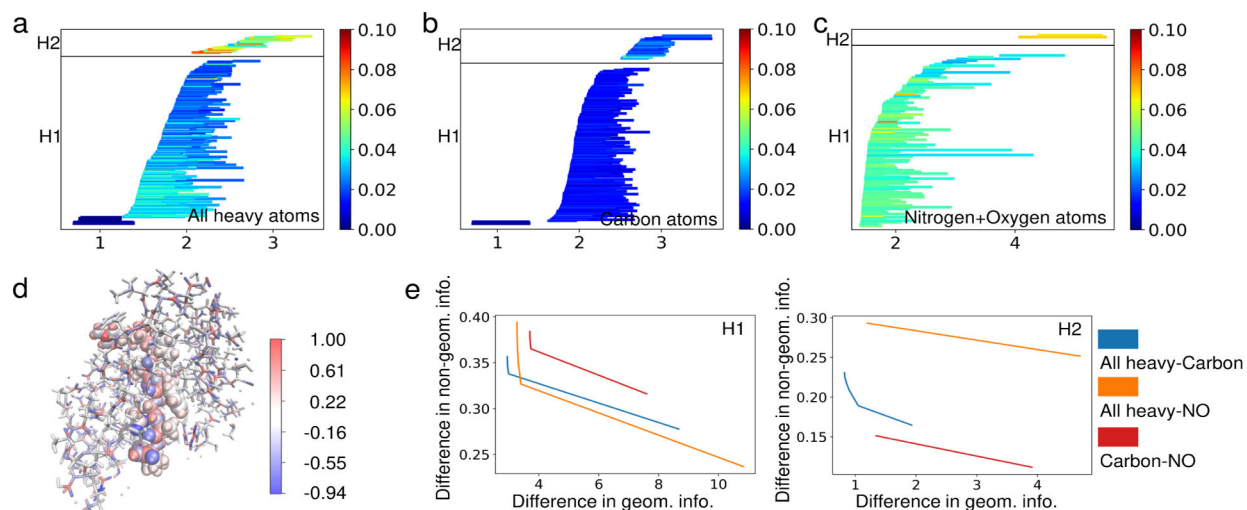 a
H2
H1
All heavy atoms
1 2 3
0.10
0.08
0.06
0.04
0.02
0.00
b
H2
H1
Carbon atoms
1 2 3
0.10
0.08
0.06
0.04
0.02
0.00
c
H2
H1
Nitrogen+Oxygen atoms
2 4
0.10
0.08
0.06
0.04
0.02
0.00
d
1.00
0.61
0.22
-0.16
-0.55
-0.94
e
Difference in non-geom. info.
0.40
0.35
0.30
0.25
H1
4 6 8 10
Difference in geom. info.
Difference in non-geom. info.
0.30
0.25
0.20
0.15
H2
1 2 3 4
Difference in geom. info.
All heavy-Carbon
All heavy-NO
Carbon-NO